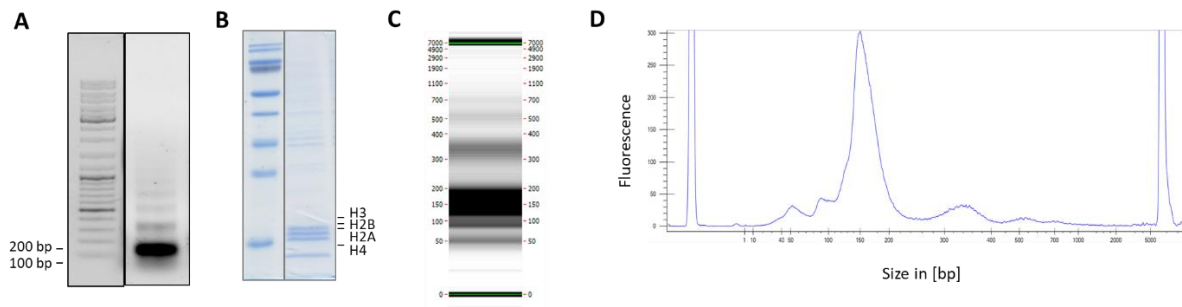 A
B
C
D
200 bp
100 bp
H3
H2B
H2A
H4
7000 7000
4900 4900
2900 2900
1900 1900
1100 1100
700 700
500 500
400 400
300 300
200 200
150 150
100 100
50 50
0 0
Fluorescence
300
250
200
150
100
50
0
1 10 40 50 100 150 200 300 400 500 700 1000 2000 5000
Size in [bp]